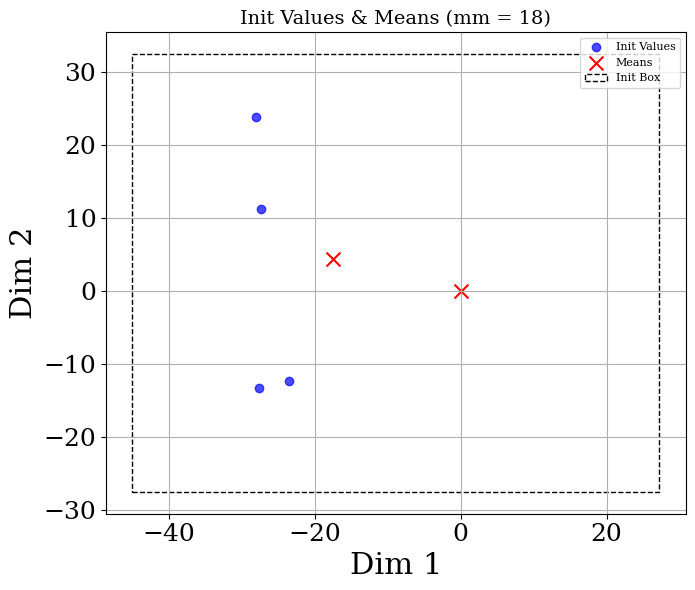 Init Values & Means (mm = 18)
Init Values
Means
Init Box
30
20
10
0
−10
−20
−30
Dim 2
−40
−20
0
20
Dim 1